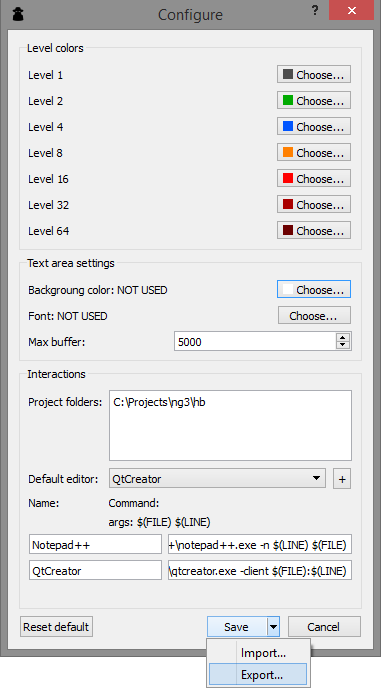 Configure
?
Level colors
Level 1 Choose...
Level 2 Choose...
Level 4 Choose...
Level 8 Choose...
Level 16 Choose...
Level 32 Choose...
Level 64 Choose...
Text area settings
Backgroung color: NOT USED Choose...
Font: NOT USED Choose...
Max buffer: 5000
Interactions
Project folders: C:\Projects\ng3\hb
Default editor: QtCreator +
Name: Command:
args: $(FILE) $(LINE)
Notepad++ +\notepad++.exe -n $(LINE) $(FILE)
QtCreator \qtcreator.exe -client $(FILE):$(LINE)
Reset default Save Cancel
Import...
Export...